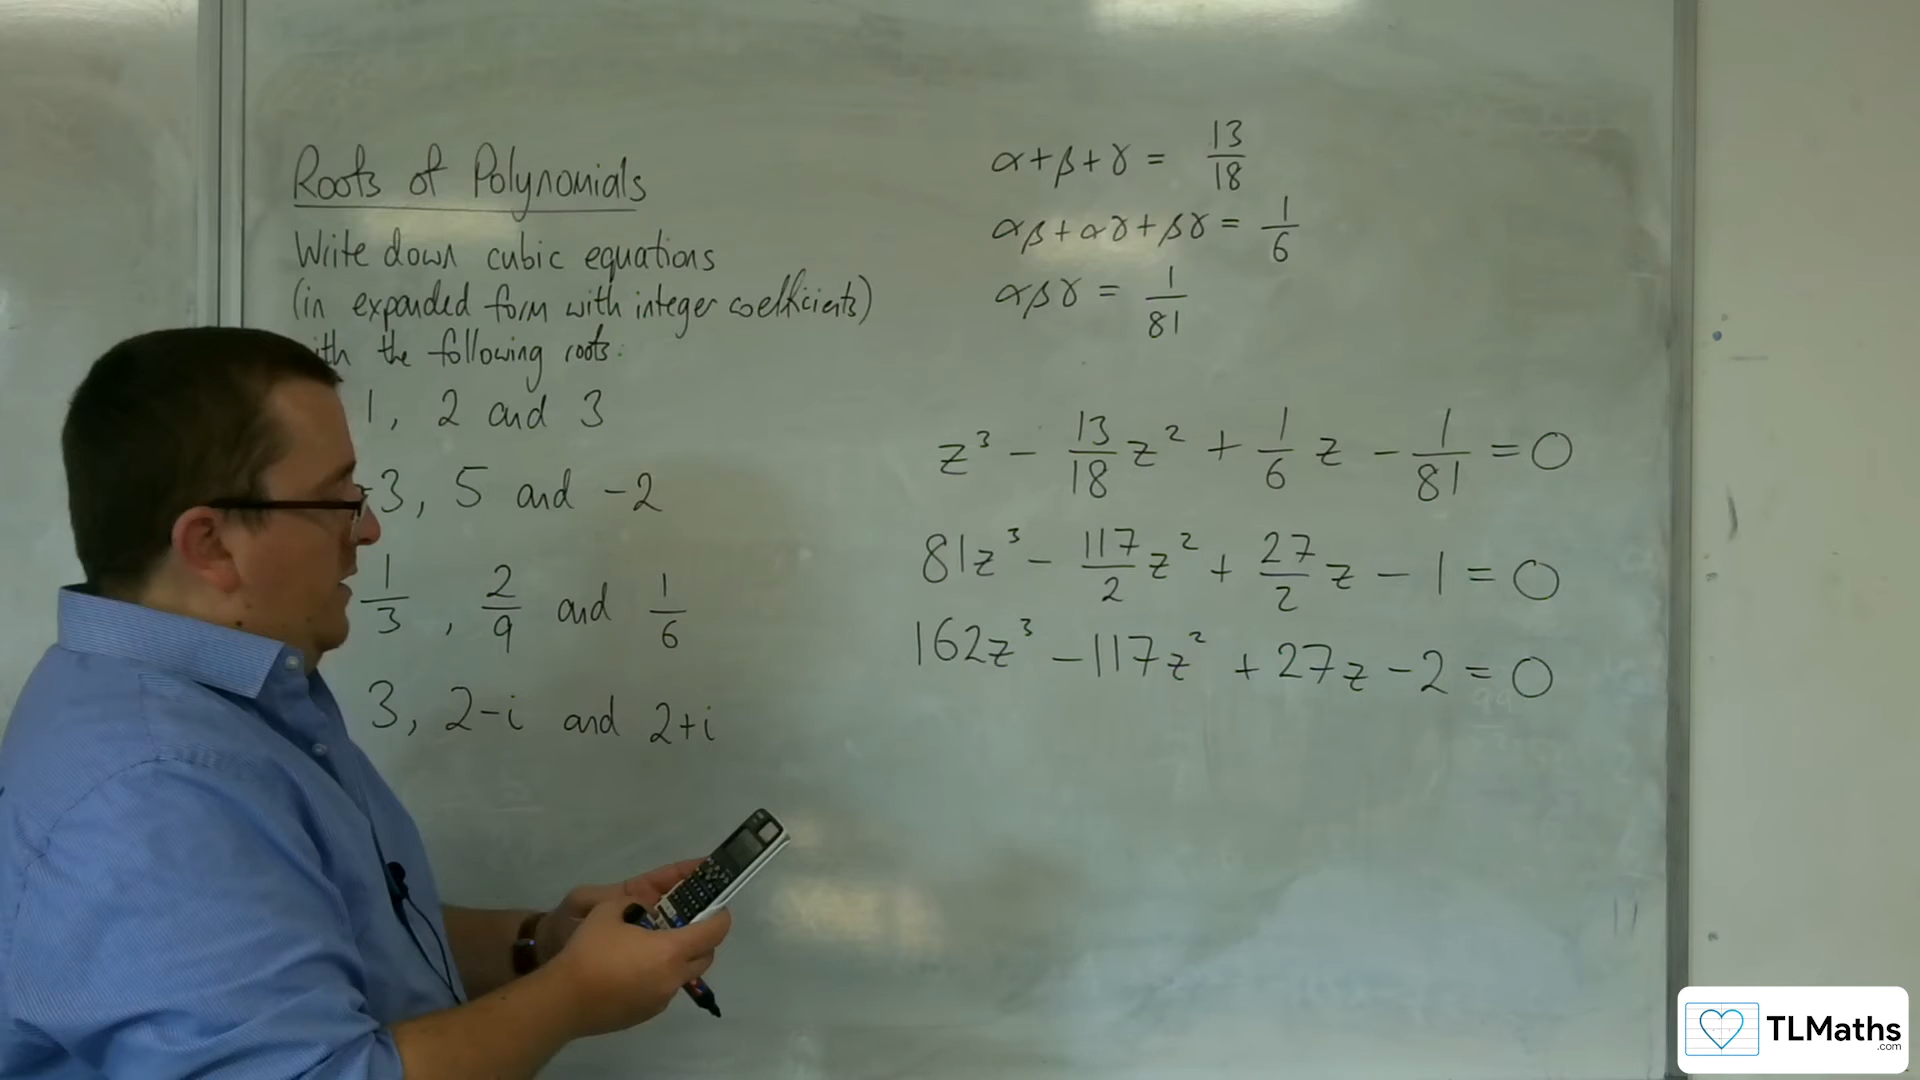 Roots of Polynomials
Write down cubic equations
(in expanded form with integer coefficients)
the following roots:
1, 2 and 3
-3, 5 and -2
1/3, 2/9 and 1/6
3, 2-i and 2+i
α+β+γ = 13/18
αβ+αγ+βγ = 1/6
αβγ = 1/81
z³ - 13/18 z² + 1/6 z - 1/81 = 0
81z³ - 117/2 z² + 27/2 z - 1 = 0
162z³ - 117z² + 27z - 2 = 0
TLMaths
.com